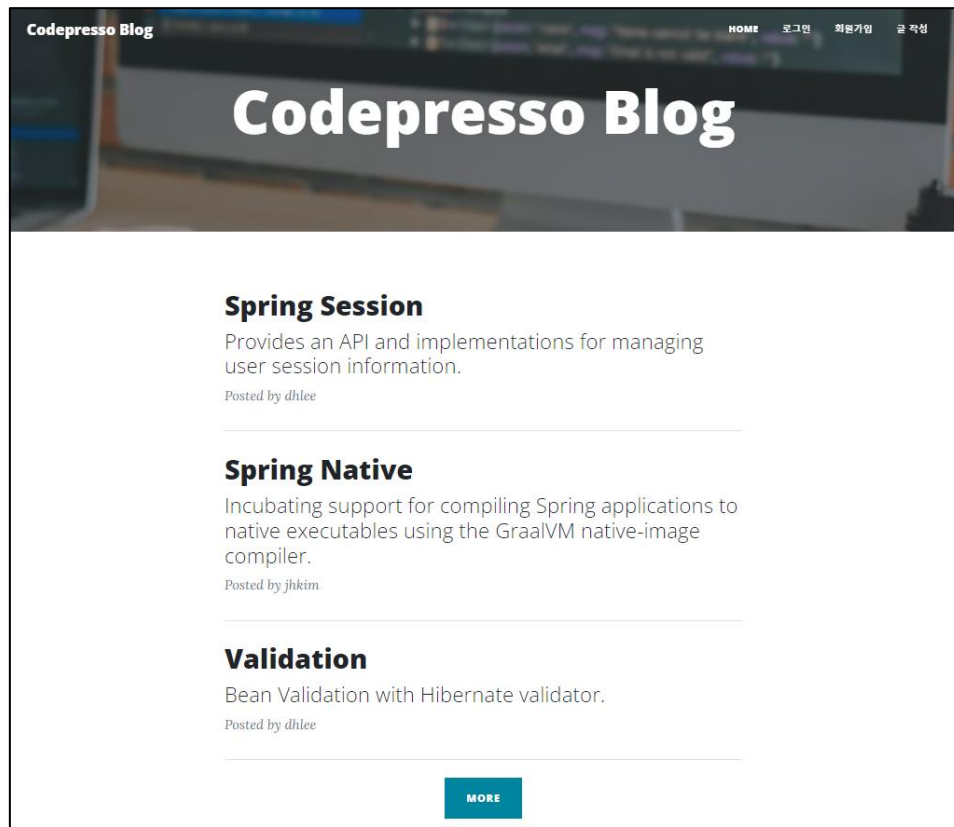 Codepresso Blog
HOME 로그인 회원가입 글 작성
Codepresso Blog
Spring Session
Provides an API and implementations for managing
user session information.
Posted by dhlee
Spring Native
Incubating support for compiling Spring applications to
native executables using the GraalVM native-image
compiler.
Posted by jhkim
Validation
Bean Validation with Hibernate validator.
Posted by dhlee
MORE